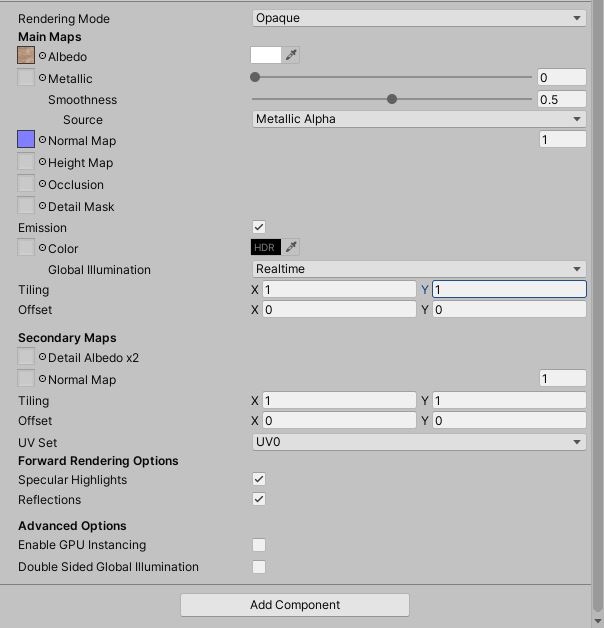 Rendering Mode Opaque
Main Maps
Albedo
Metallic 0
Smoothness 0.5
Source Metallic Alpha
Normal Map 1
Height Map
Occlusion
Detail Mask
Emission
Color HDR
Global Illumination Realtime
Tiling X 1 Y 1
Offset X 0 Y 0
Secondary Maps
Detail Albedo x2
Normal Map 1
Tiling X 1 Y 1
Offset X 0 Y 0
UV Set UV0
Forward Rendering Options
Specular Highlights
Reflections
Advanced Options
Enable GPU Instancing
Double Sided Global Illumination
Add Component